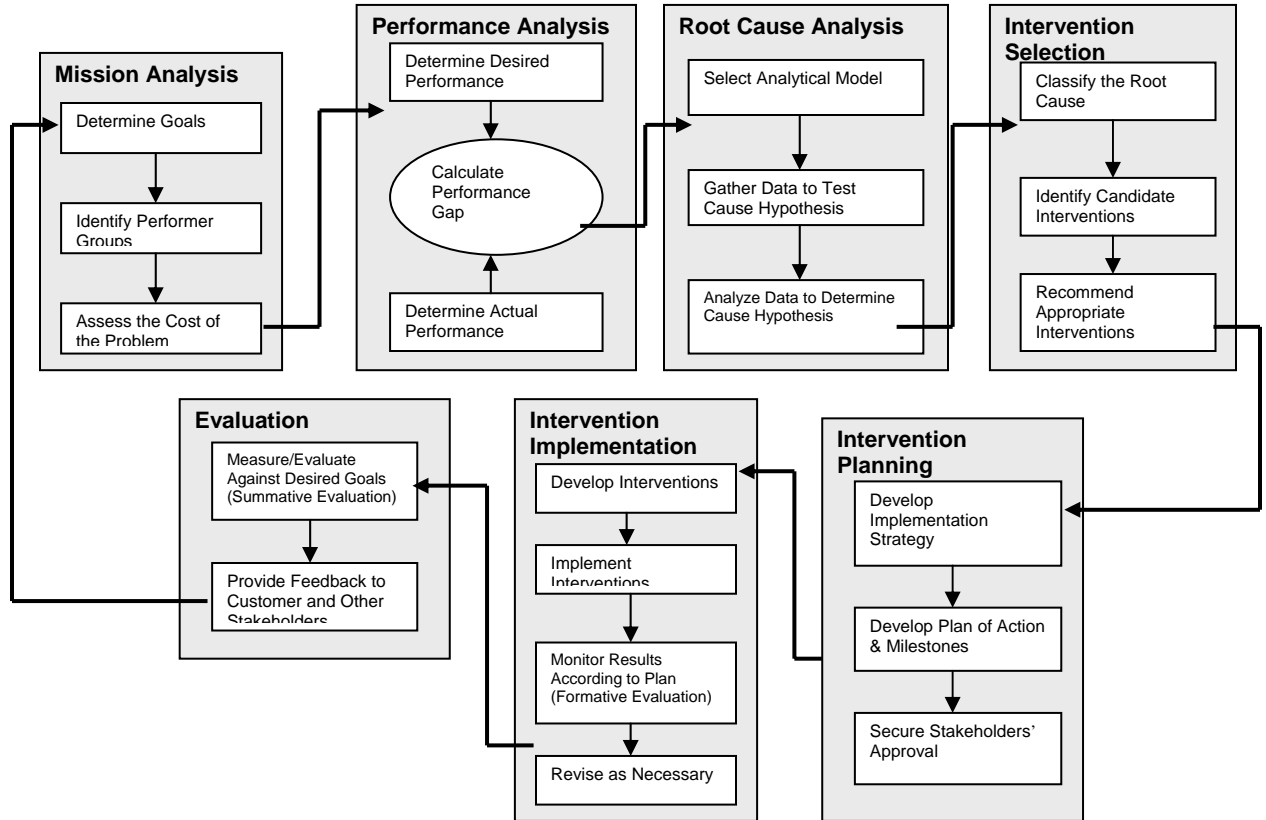 Mission Analysis
Determine Goals
Identify Performer
Groups
Assess the Cost of
the Problem
Performance Analysis
Determine Desired
Performance
Calculate
Performance
Gap
Determine Actual
Performance
Root Cause Analysis
Select Analytical Model
Gather Data to Test
Cause Hypothesis
Analyze Data to Determine
Cause Hypothesis
Intervention
Selection
Classify the Root
Cause
Identify Candidate
Interventions
Recommend
Appropriate
Interventions
Intervention
Planning
Develop
Implementation
Strategy
Develop Plan of Action
& Milestones
Secure Stakeholders’
Approval
Intervention
Implementation
Develop Interventions
Implement
Interventions
Monitor Results
According to Plan
(Formative Evaluation)
Revise as Necessary
Evaluation
Measure/Evaluate
Against Desired Goals
(Summative Evaluation)
Provide Feedback to
Customer and Other
Stakeholders